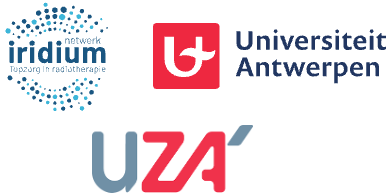 netwerk
iridium
Topzorg in radiotherapie
Universiteit
Antwerpen
UZA